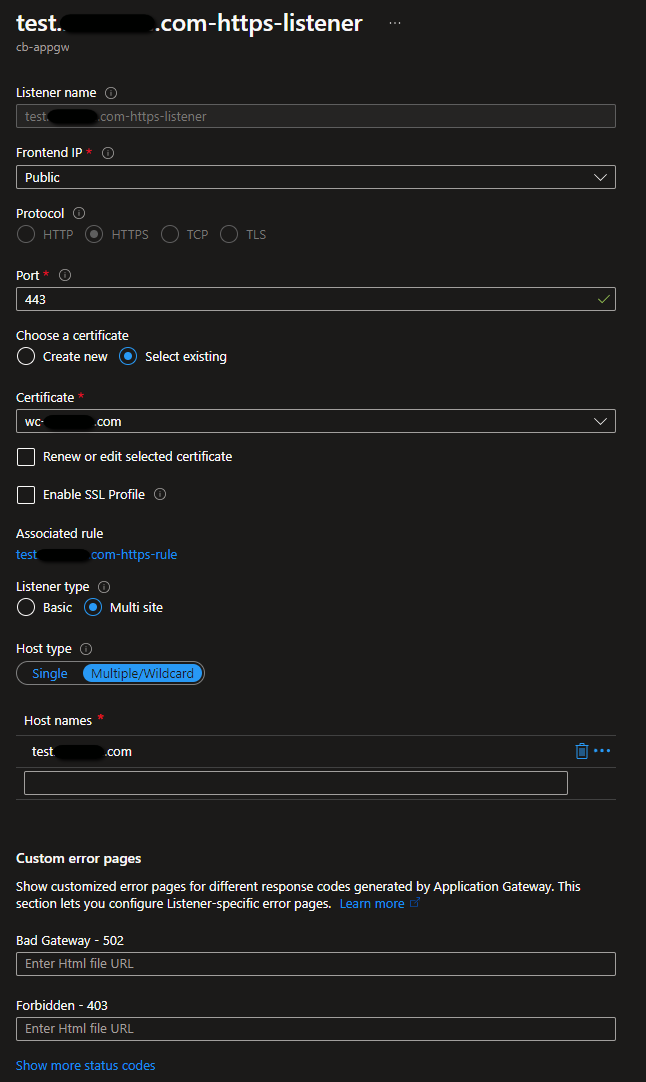 test. .com-https-listener ...
cb-appgw
Listener name
test. .com-https-listener
Frontend IP *
Public
Protocol
HTTP HTTPS TCP TLS
Port *
443
Choose a certificate
Create new Select existing
Certificate *
wc- .com
Renew or edit selected certificate
Enable SSL Profile
Associated rule
test .com-https-rule
Listener type
Basic Multi site
Host type
Single Multiple/Wildcard
Host names *
test. .com
Custom error pages
Show customized error pages for different response codes generated by Application Gateway. This
section lets you configure Listener-specific error pages. Learn more
Bad Gateway - 502
Enter Html file URL
Forbidden - 403
Enter Html file URL
Show more status codes